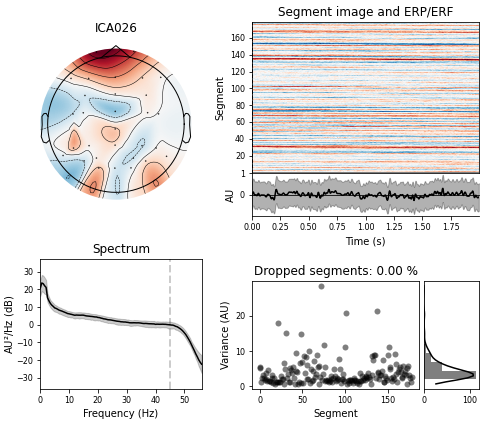 ICA026
Segment image and ERP/ERF
Segment
160
140
120
100
80
60
40
20
AU
1
0
0.00 0.25 0.50 0.75 1.00 1.25 1.50 1.75
Time (s)
Spectrum
AU²/Hz (dB)
30
20
10
0
−10
−20
−30
0 10 20 30 40 50
Frequency (Hz)
Dropped segments: 0.00 %
Variance (AU)
20
10
0
0 50 100 150
Segment
0 100